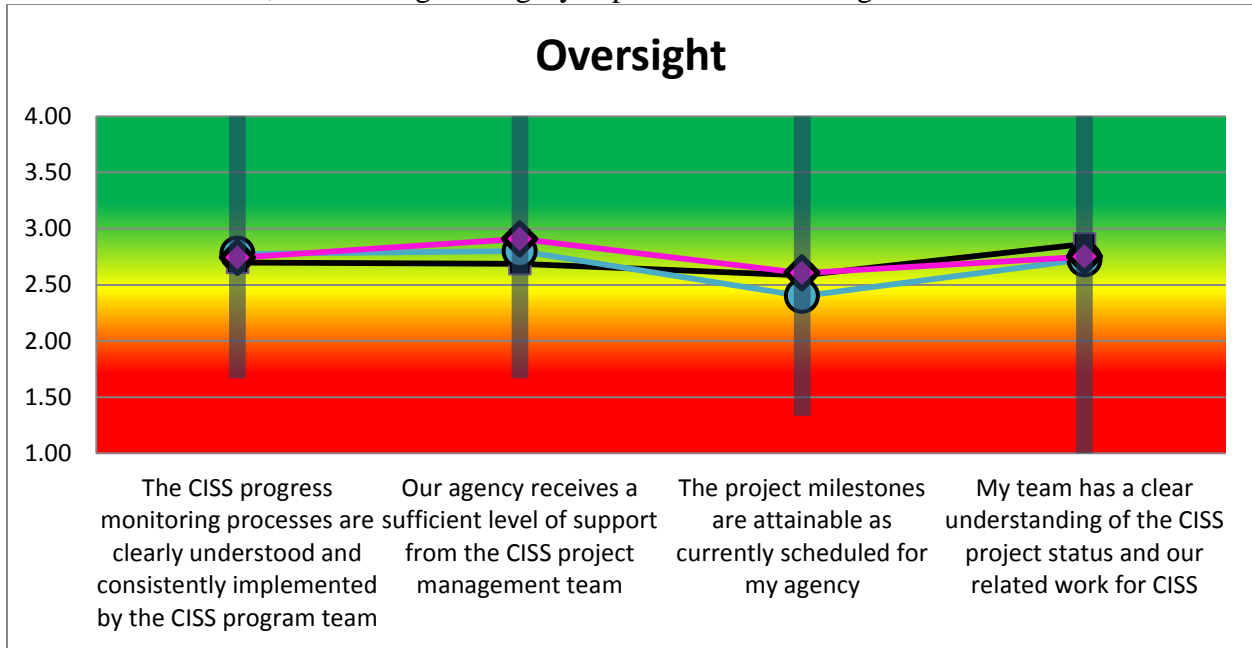 Oversight
4.00
3.50
3.00
2.50
2.00
1.50
1.00
The CISS progress
monitoring processes are
clearly understood and
consistently implemented
by the CISS program team
Our agency receives a
sufficient level of support
from the CISS project
management team
The project milestones
are attainable as
currently scheduled for
my agency
My team has a clear
understanding of the CISS
project status and our
related work for CISS